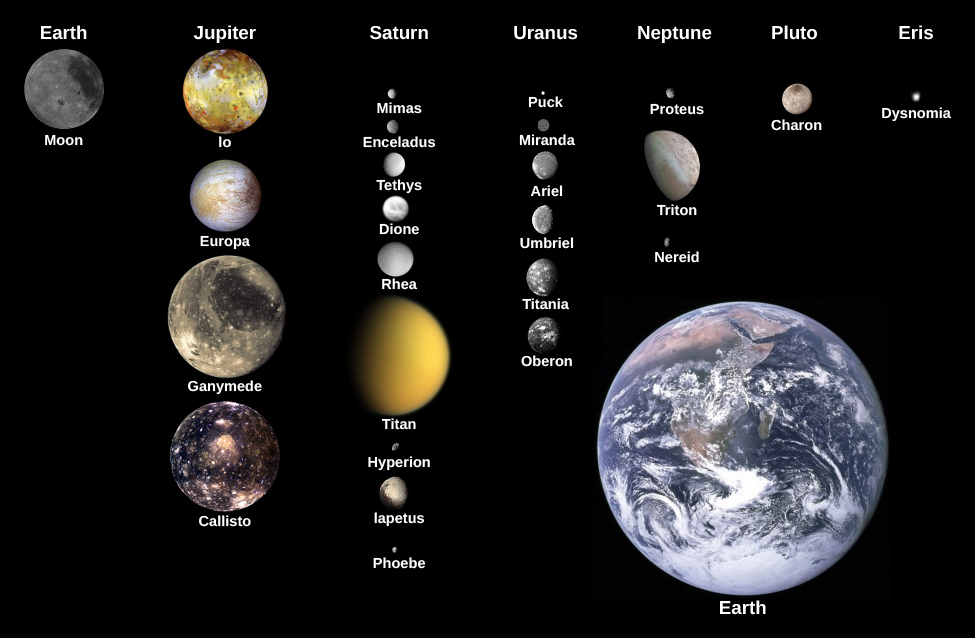 Earth
Jupiter
Saturn
Uranus
Neptune
Pluto
Eris
Moon
Io
Europa
Ganymede
Callisto
Mimas
Enceladus
Tethys
Dione
Rhea
Titan
Hyperion
Iapetus
Phoebe
Puck
Miranda
Ariel
Umbriel
Titania
Oberon
Proteus
Triton
Nereid
Charon
Dysnomia
Earth